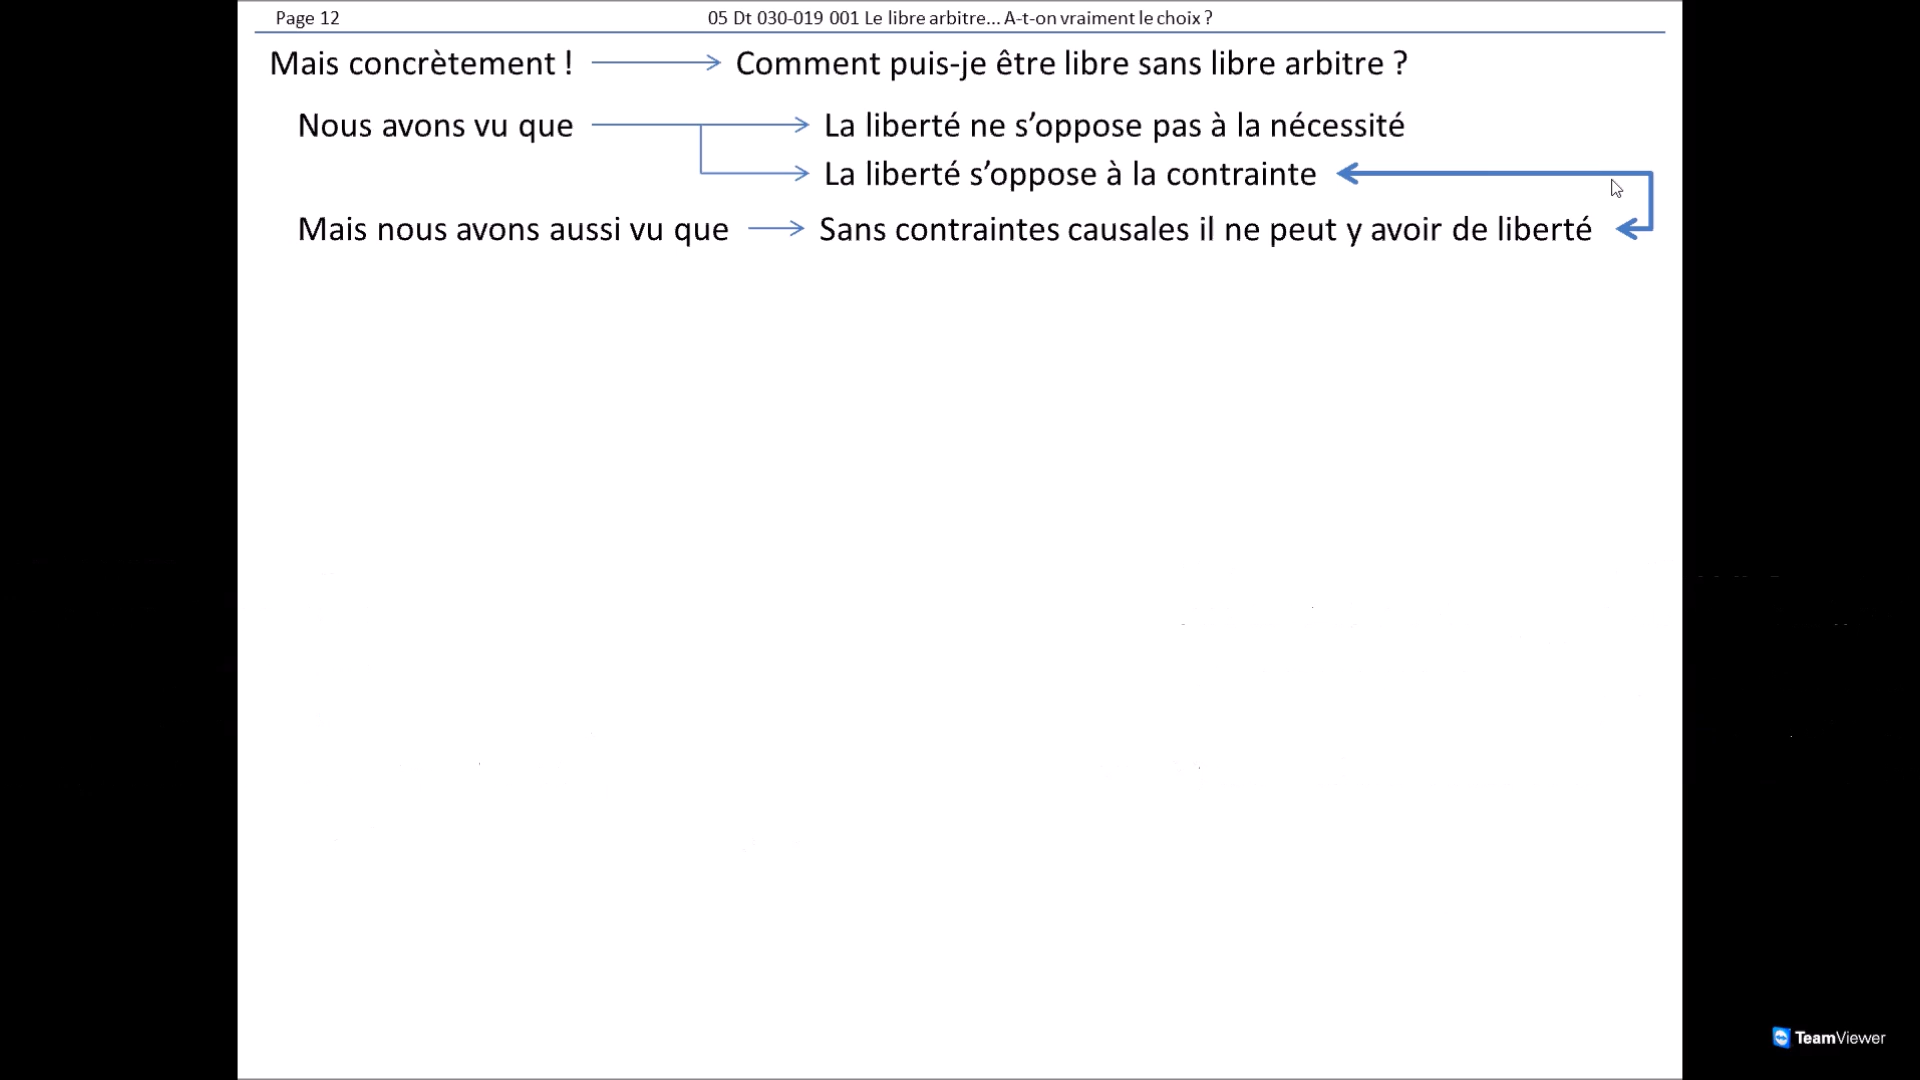 Page 12
05 Dt 030-019 001 Le libre arbitre... A-t-on vraiment le choix ?
Mais concrètement ! Comment puis-je être libre sans libre arbitre ?
Nous avons vu que La liberté ne s’oppose pas à la nécessité
La liberté s’oppose à la contrainte
Mais nous avons aussi vu que Sans contraintes causales il ne peut y avoir de liberté
TeamViewer